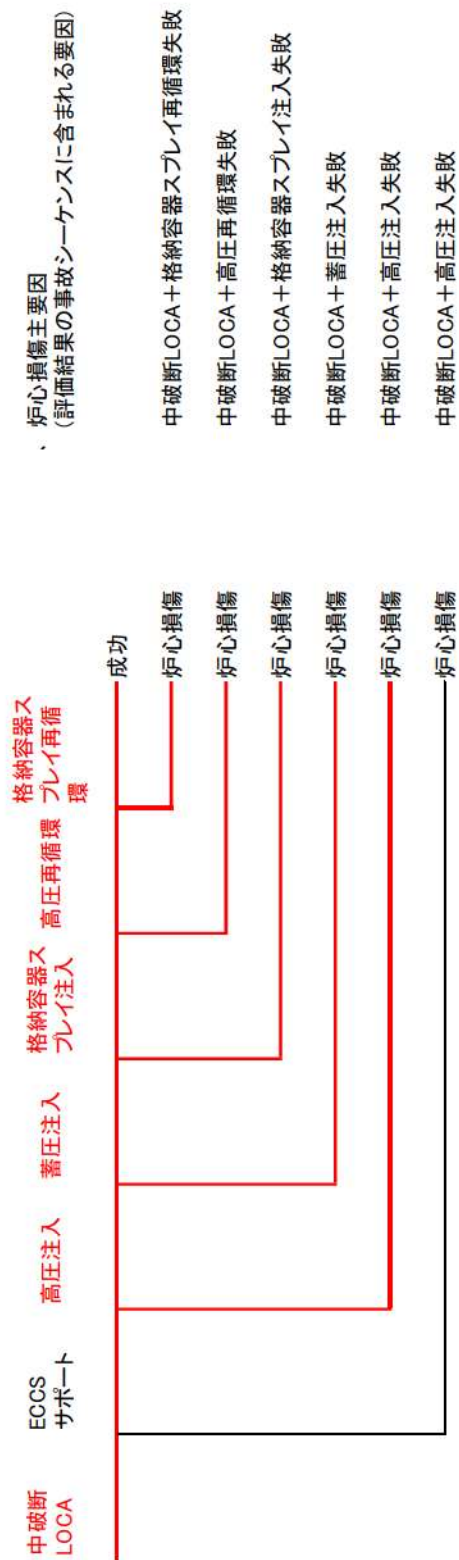 中破断
LOCA
ECCS
サポート
高圧注入
蓄圧注入
格納容器ス
プレイ注入
高圧再循環
格納容器ス
プレイ再循
環
、炉心損傷主要因
（評価結果の事故シーケンスに含まれる要因）
成功
炉心損傷
中破断LOCA＋格納容器スプレイ再循環失敗
炉心損傷
中破断LOCA＋高圧再循環失敗
炉心損傷
中破断LOCA＋格納容器スプレイ注入失敗
炉心損傷
中破断LOCA＋蓄圧注入失敗
炉心損傷
中破断LOCA＋高圧注入失敗
炉心損傷
中破断LOCA＋高圧注入失敗